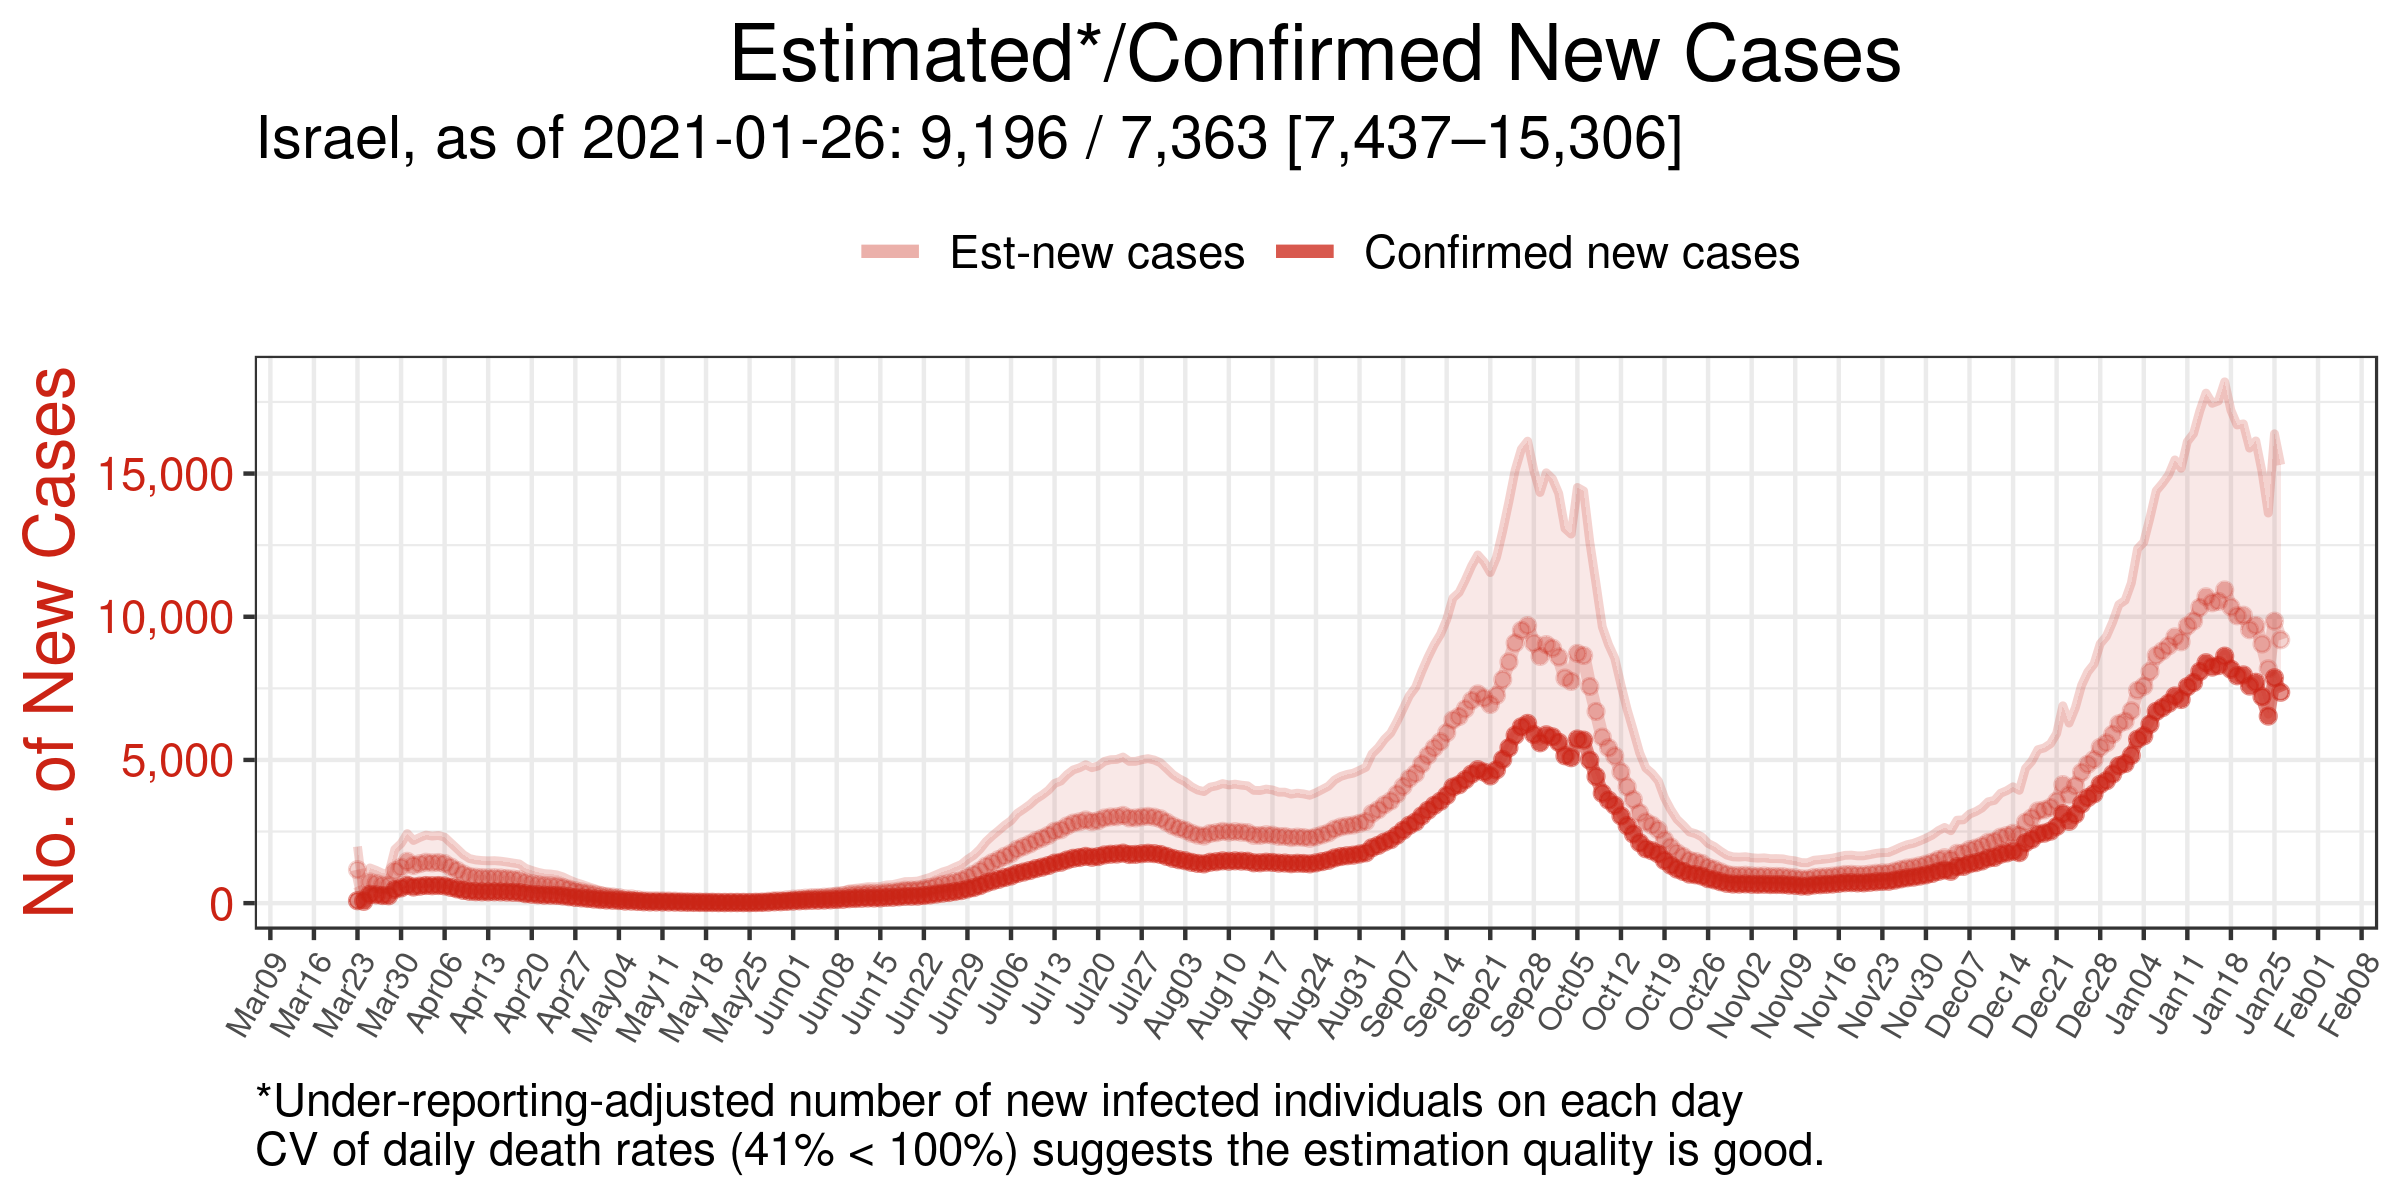 Estimated*/Confirmed New Cases
Israel, as of 2021-01-26: 9,196 / 7,363 [7,437–15,306]
Est-new cases
Confirmed new cases
No. of New Cases
15,000
10,000
5,000
0
Mar09
Mar16
Mar23
Mar30
Apr06
Apr13
Apr20
Apr27
May04
May11
May18
May25
Jun01
Jun08
Jun15
Jun22
Jun29
Jul06
Jul13
Jul20
Jul27
Aug03
Aug10
Aug17
Aug24
Aug31
Sep07
Sep14
Sep21
Sep28
Oct05
Oct12
Oct19
Oct26
Nov02
Nov09
Nov16
Nov23
Nov30
Dec07
Dec14
Dec21
Dec28
Jan04
Jan11
Jan18
Jan25
Feb01
Feb08
*Under-reporting-adjusted number of new infected individuals on each day
CV of daily death rates (41% < 100%) suggests the estimation quality is good.